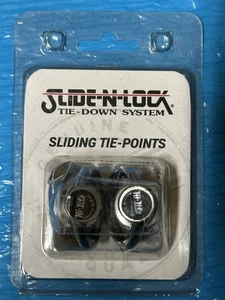 SLIDE-N-LOCK®
TIE-DOWN SYSTEM
SLIDING TIE-POINTS